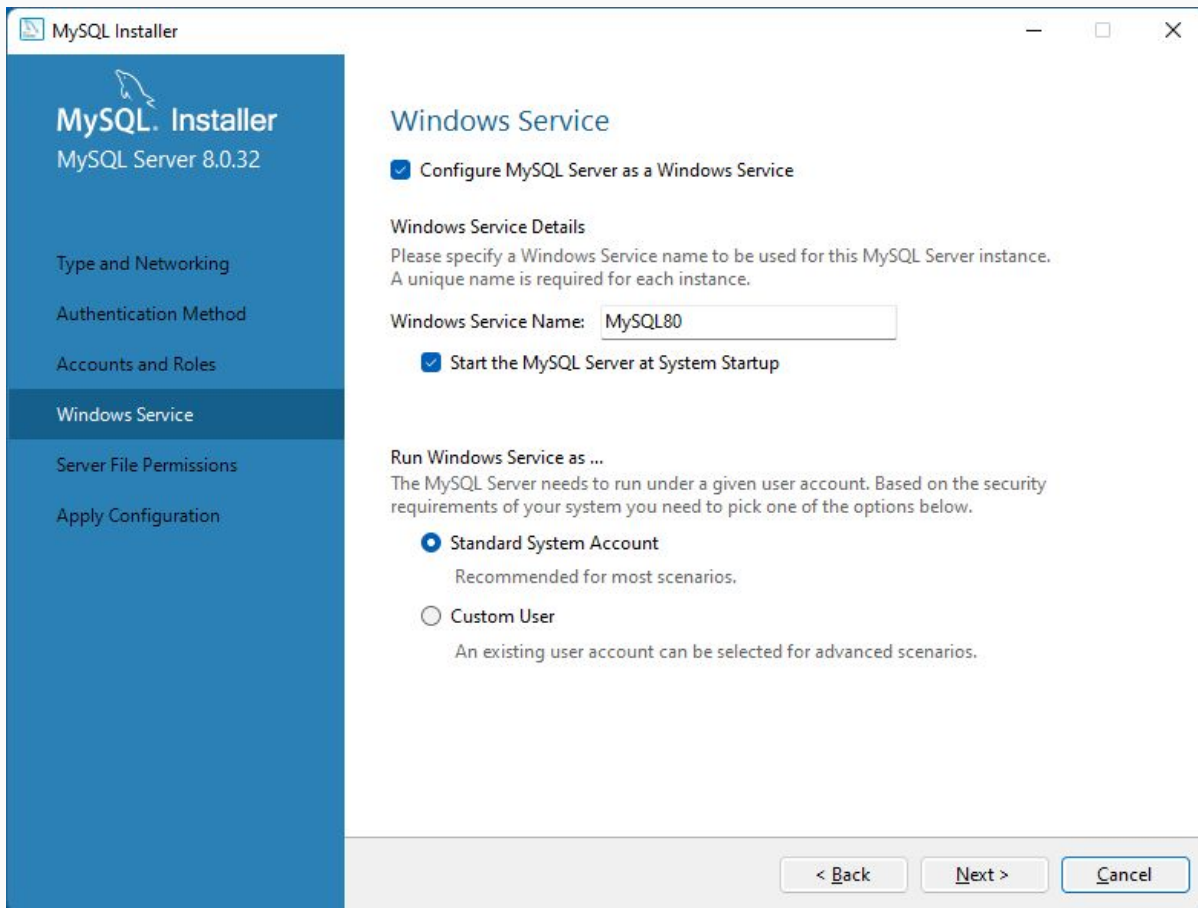 MySQL Installer
MySQL. Installer
MySQL Server 8.0.32
Type and Networking
Authentication Method
Accounts and Roles
Windows Service
Server File Permissions
Apply Configuration
Windows Service
Configure MySQL Server as a Windows Service
Windows Service Details
Please specify a Windows Service name to be used for this MySQL Server instance.
A unique name is required for each instance.
Windows Service Name: MySQL80
Start the MySQL Server at System Startup
Run Windows Service as ...
The MySQL Server needs to run under a given user account. Based on the security
requirements of your system you need to pick one of the options below.
Standard System Account
Recommended for most scenarios.
Custom User
An existing user account can be selected for advanced scenarios.
< Back Next > Cancel